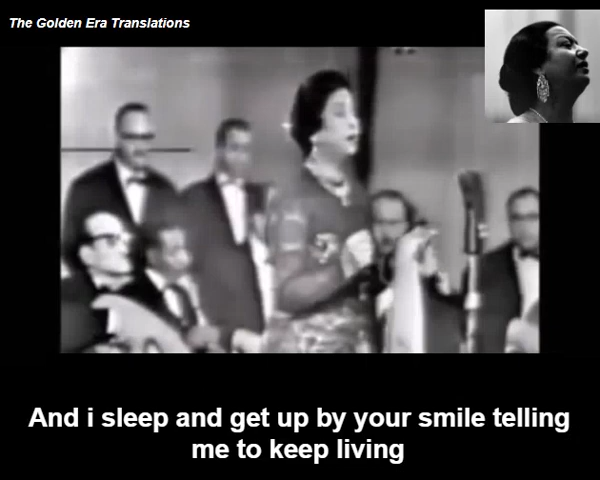 The Golden Era Translations
And i sleep and get up by your smile telling
me to keep living